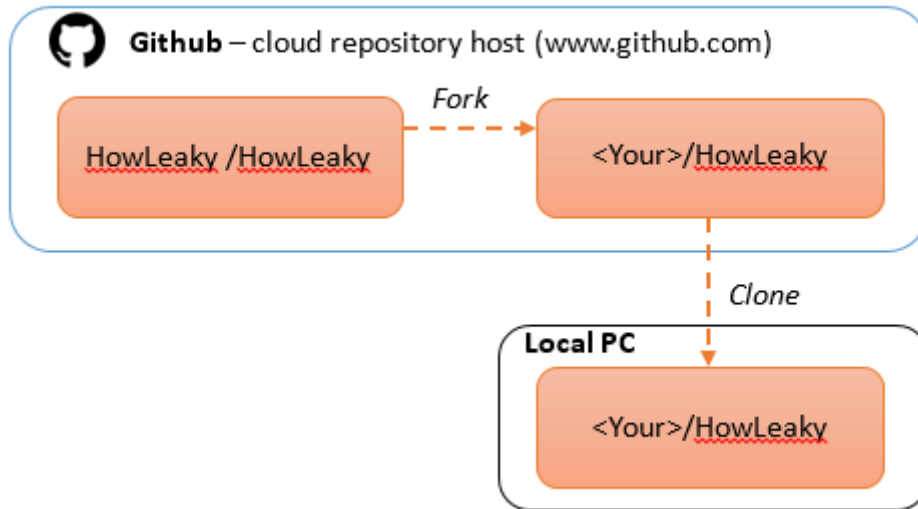 Github – cloud repository host (www.github.com)
Fork
HowLeaky /HowLeaky
<Your>/HowLeaky
Clone
Local PC
<Your>/HowLeaky